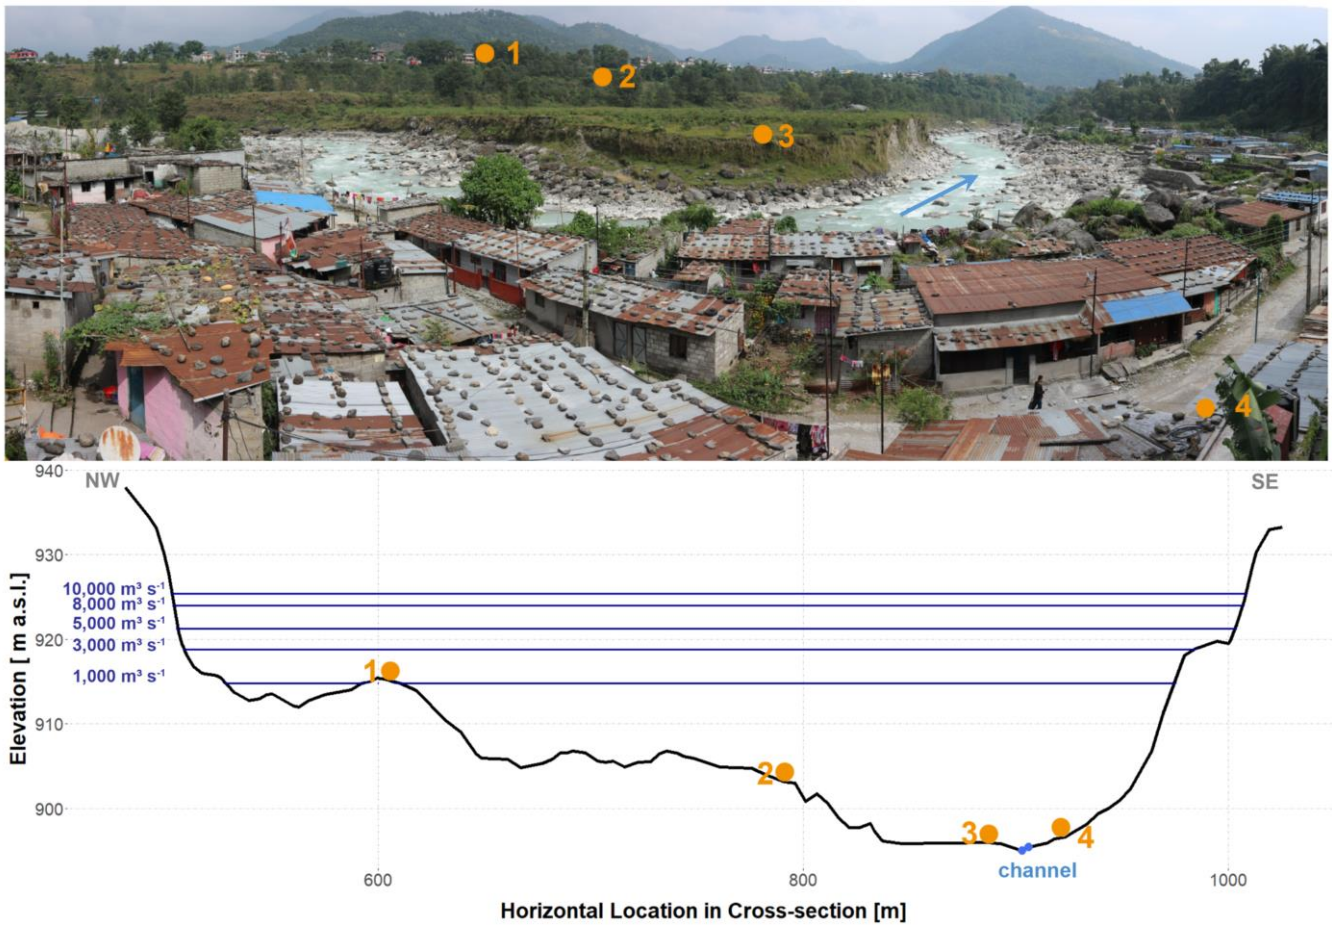 1
2
3
4
940
NW
SE
930
10,000 m³ s⁻¹
8,000 m³ s⁻¹
5,000 m³ s⁻¹
920
3,000 m³ s⁻¹
1,000 m³ s⁻¹
1
910
2
900
3
4
channel
600
800
1000
Elevation [ m a.s.l.]
Horizontal Location in Cross-section [m]